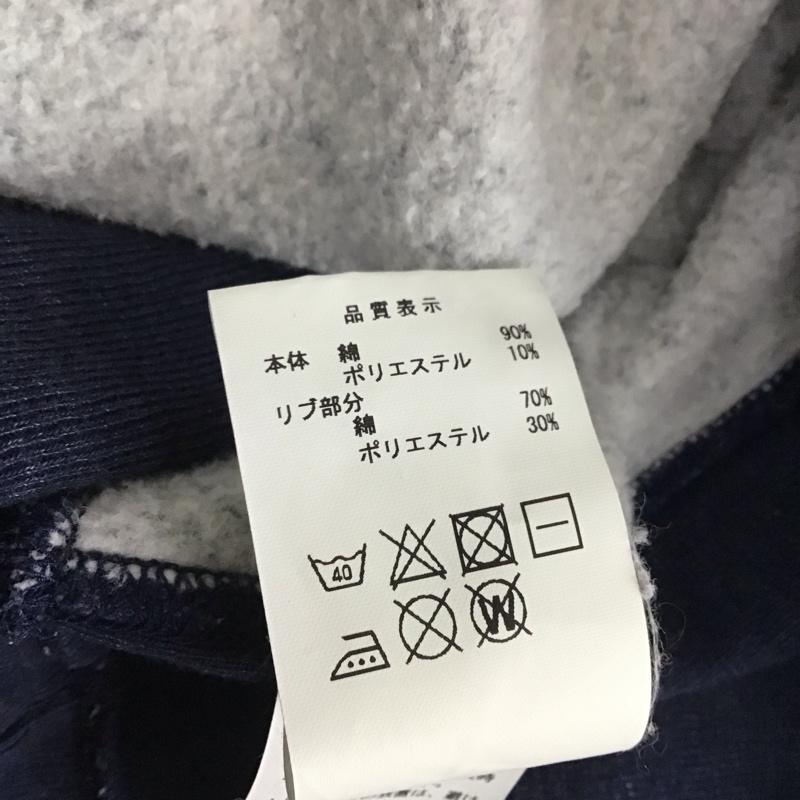 品質表示
本体 綿 90%
ポリエステル 10%
リブ部分
綿 70%
ポリエステル 30%
40
W